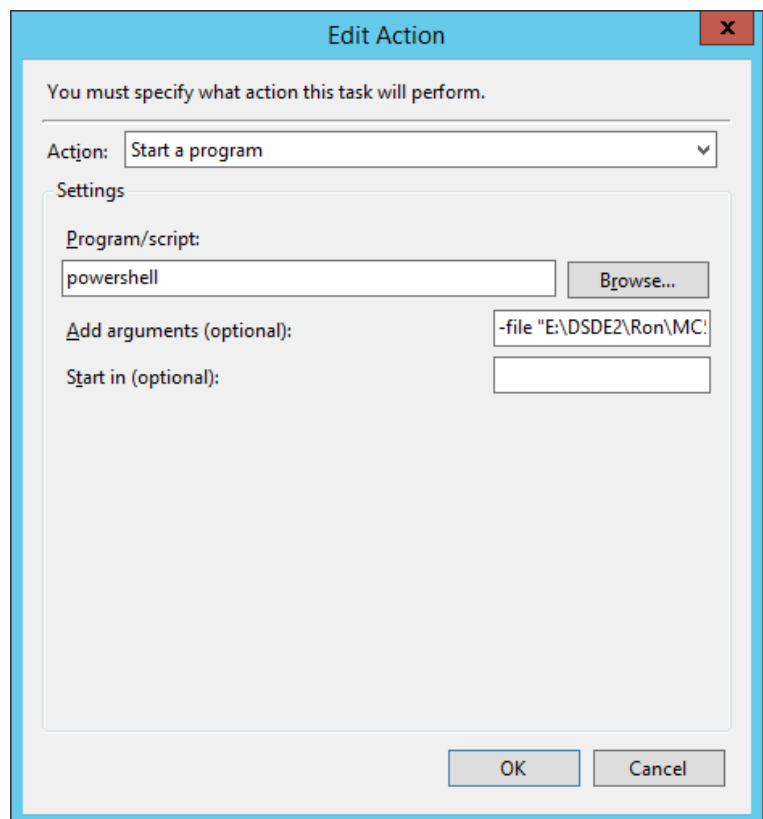 Edit Action
x
You must specify what action this task will perform.
Action: Start a program
Settings
Program/script:
powershell Browse...
Add arguments (optional): -file "E:\DSDE2\Ron\MC
Start in (optional):
OK Cancel